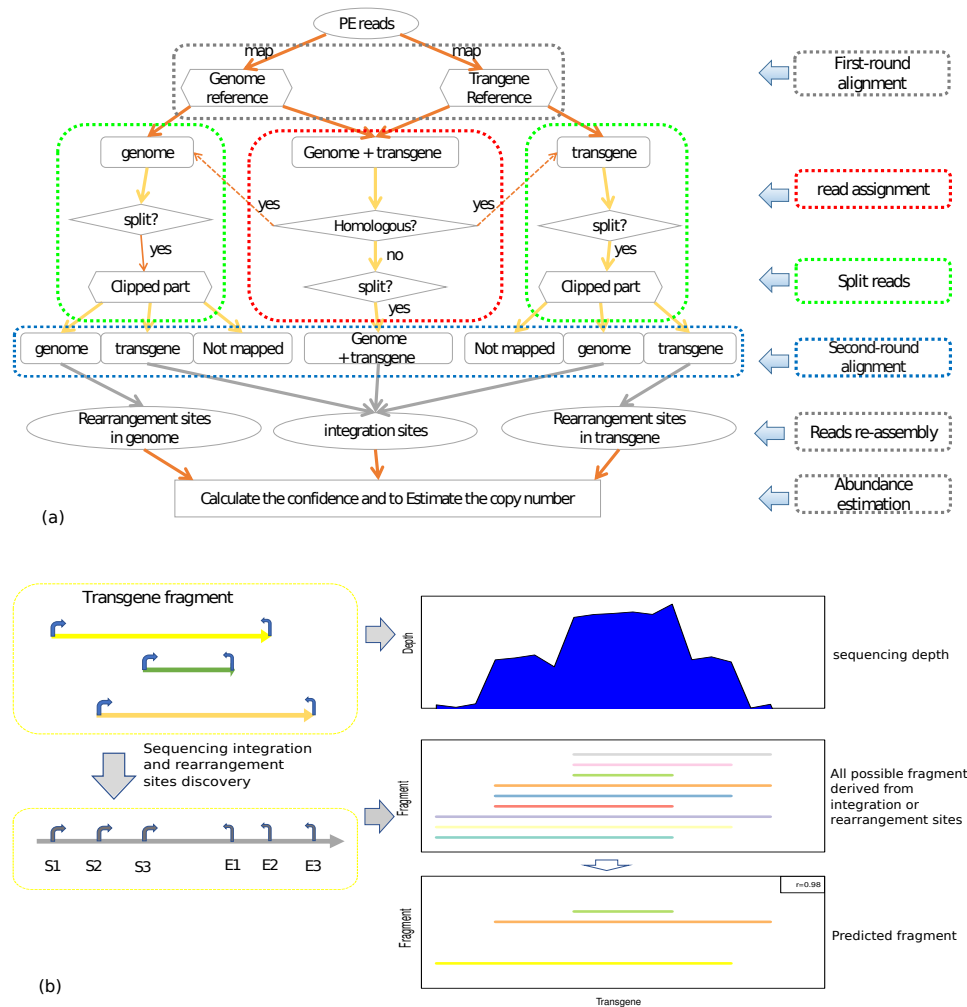 PE reads
map
map
Genome
reference
Trangene
Reference
First-round
alignment
genome
Genome + transgene
transgene
yes
yes
read assignment
split?
Homologous?
split?
yes
no
yes
Clipped part
split?
Clipped part
Split reads
yes
genome
transgene
Not mapped
Genome
+ transgene
Not mapped
genome
transgene
Second-round
alignment
Rearrangement sites
in genome
integration sites
Rearrangement sites
in transgene
Reads re-assembly
Calculate the confidence and to Estimate the copy number
Abundance
estimation
(a)
Transgene fragment
Depth
sequencing depth
Sequencing integration
and rearrangement
sites discovery
Fragment
All possible fragment
derived from
integration or
rearrangement sites
S1
S2
S3
E1
E2
E3
r=0.98
Fragment
Predicted fragment
(b)
Transgene